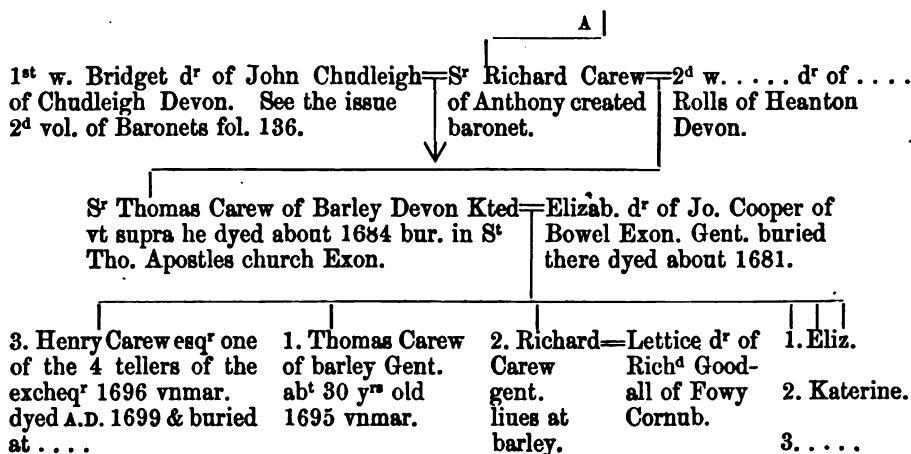 A
1st w. Bridget dr of John Chudleigh
of Chudleigh Devon. See the issue
2d vol. of Baronets fol. 136.
Sr Richard Carew
of Anthony created
baronet.
2d w. . . . . . dr of . . . .
Rolls of Heanton
Devon.
Sr Thomas Carew of Barley Devon Kted
vt supra he dyed about 1684 bur. in St
Tho. Apostles church Exon.
Elizab. dr of Jo. Cooper of
Bowel Exon. Gent. buried
there dyed about 1681.
3. Henry Carew esqr one
of the 4 tellers of the
excheqr 1696 vnmar.
dyed A.D. 1699 & buried
at . . . .
1. Thomas Carew
of barley Gent.
abt 30 yrs old
1695 vnmar.
2. Richard
Carew
gent.
liues at
barley.
Lettice dr of
Richd Good-
all of Fowy
Cornub.
1. Eliz.
2. Katerine.
3. . . . .